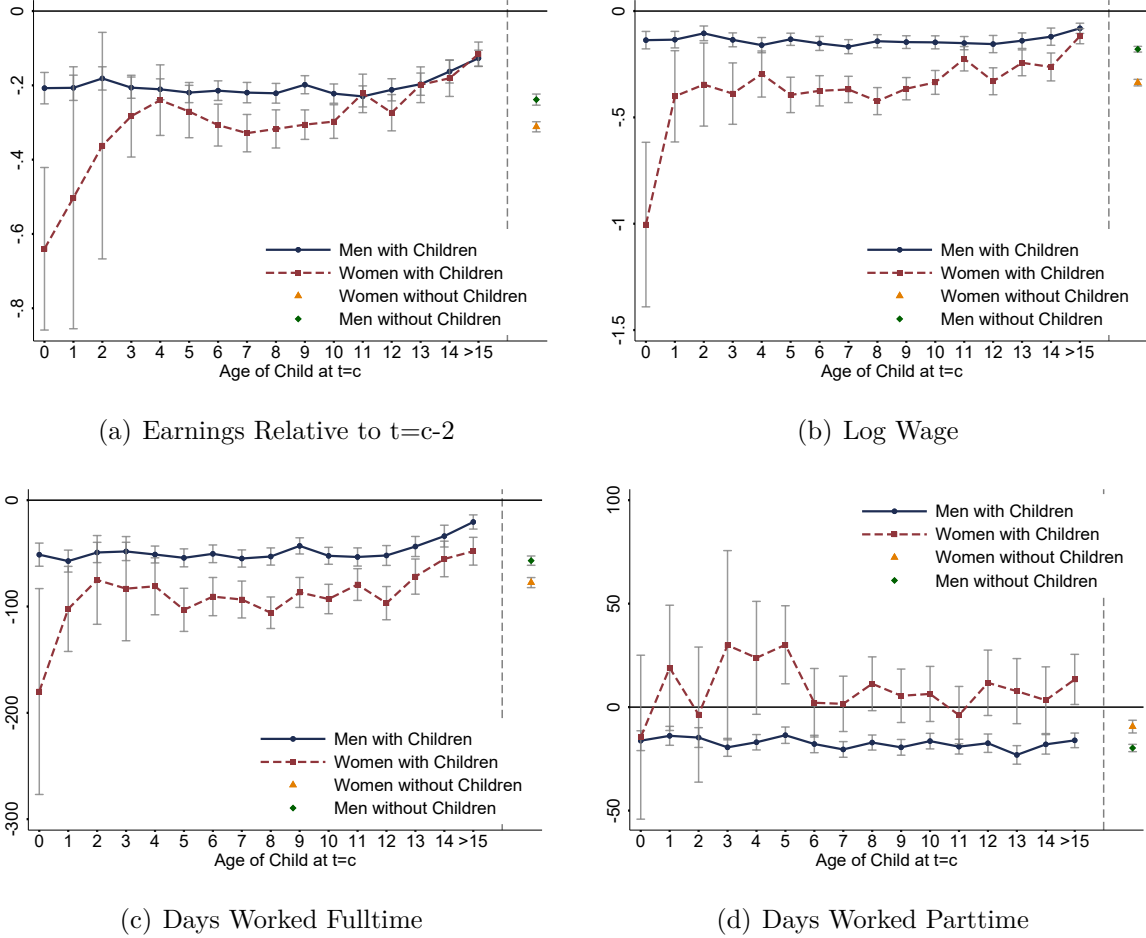 0
-.2
-.4
-.6
-.8
0 1 2 3 4 5 6 7 8 9 10 11 12 13 14 >15
Age of Child at t=c
Men with Children
Women with Children
Women without Children
Men without Children
(a) Earnings Relative to t=c-2
0
-.5
-1
-1.5
0 1 2 3 4 5 6 7 8 9 10 11 12 13 14 >15
Age of Child at t=c
Men with Children
Women with Children
Women without Children
Men without Children
(b) Log Wage
0
-100
-200
-300
0 1 2 3 4 5 6 7 8 9 10 11 12 13 14 >15
Age of Child at t=c
Men with Children
Women with Children
Women without Children
Men without Children
(c) Days Worked Fulltime
100
50
0
-50
0 1 2 3 4 5 6 7 8 9 10 11 12 13 14 >15
Age of Child at t=c
Men with Children
Women with Children
Women without Children
Men without Children
(d) Days Worked Parttime